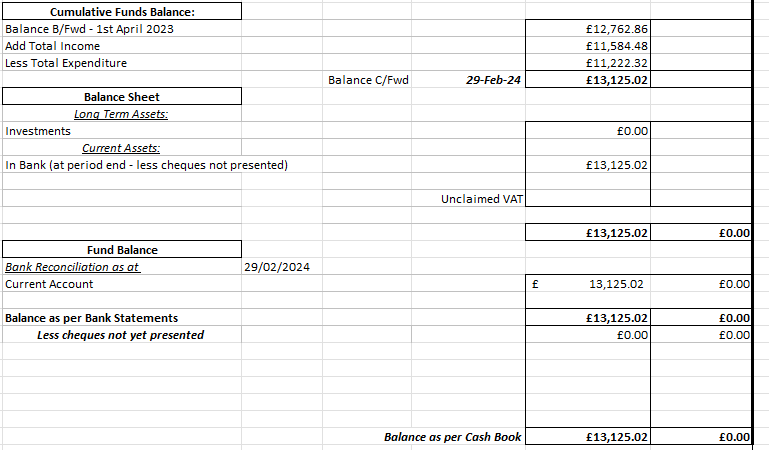 Cumulative Funds Balance:
Balance B/Fwd - 1st April 2023 £12,762.86
Add Total Income £11,584.48
Less Total Expenditure £11,222.32
Balance C/Fwd 29-Feb-24 £13,125.02
Balance Sheet
Long Term Assets:
Investments £0.00
Current Assets:
In Bank (at period end - less cheques not presented) £13,125.02
Unclaimed VAT
£13,125.02 £0.00
Fund Balance
Bank Reconciliation as at 29/02/2024
Current Account £ 13,125.02 £0.00
Balance as per Bank Statements £13,125.02 £0.00
Less cheques not yet presented £0.00 £0.00
Balance as per Cash Book £13,125.02 £0.00